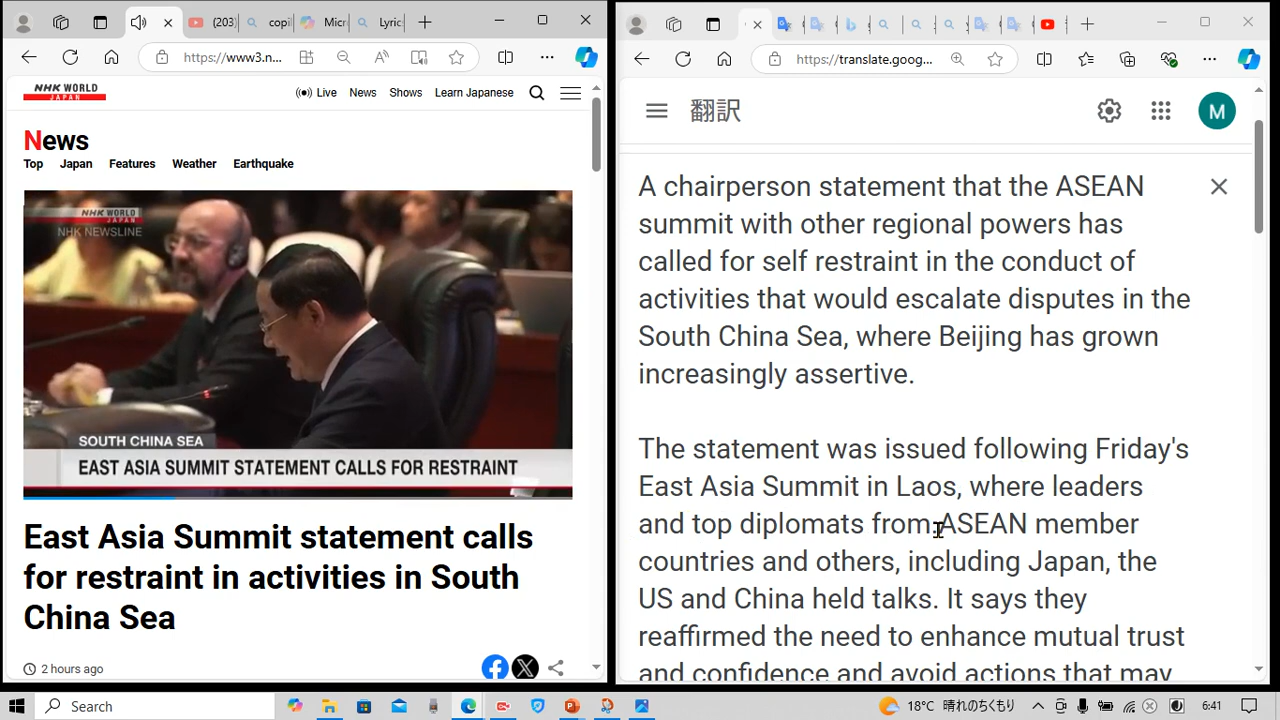 (203)
copi
Micr
Lyric
https://www3.n...
NHK WORLD
JAPAN
Live News Shows Learn Japanese
News
Top Japan Features Weather Earthquake
NHK WORLD
JAPAN
NHK NEWSLINE
SOUTH CHINA SEA
EAST ASIA SUMMIT STATEMENT CALLS FOR RESTRAINT
East Asia Summit statement calls
for restraint in activities in South
China Sea
2 hours ago
https://translate.goog...
翻訳
M
A chairperson statement that the ASEAN
summit with other regional powers has
called for self restraint in the conduct of
activities that would escalate disputes in the
South China Sea, where Beijing has grown
increasingly assertive.
The statement was issued following Friday's
East Asia Summit in Laos, where leaders
and top diplomats from ASEAN member
countries and others, including Japan, the
US and China held talks. It says they
reaffirmed the need to enhance mutual trust
and confidence and avoid actions that may
Search
18°C 晴れのちくもり
6:41